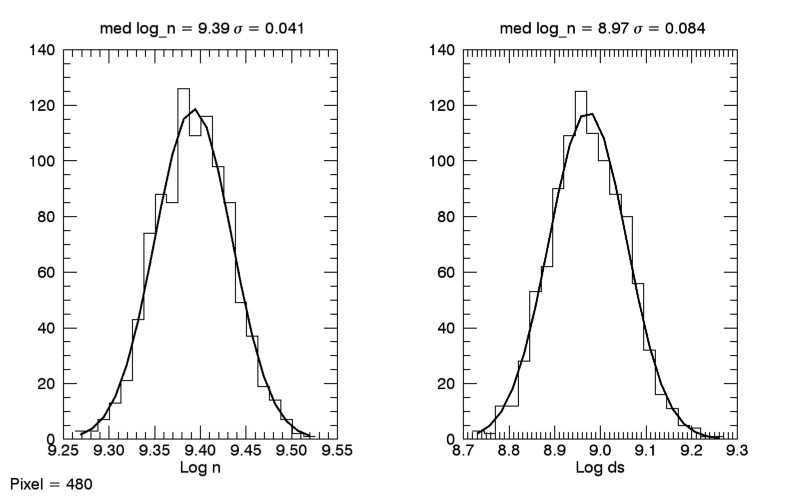 med log_n = 9.39 σ = 0.041
med log_n = 8.97 σ = 0.084
140
120
100
80
60
40
20
0
9.25 9.30 9.35 9.40 9.45 9.50 9.55
Log n
140
120
100
80
60
40
20
0
8.7 8.8 8.9 9.0 9.1 9.2 9.3
Log ds
Pixel = 480